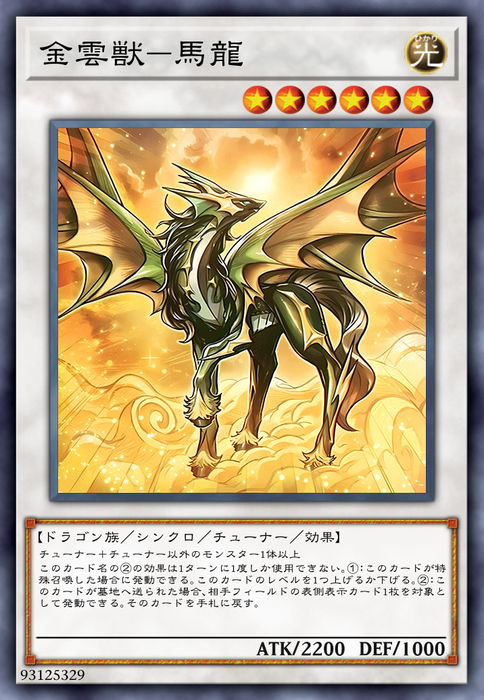 金雲獣－馬龍
ひかり
光
【ドラゴン族／シンクロ／チューナー／効果】
チューナー＋チューナー以外のモンスター1体以上
このカード名の②の効果は1ターンに1度しか使用できない。①：このカードが特
殊召喚した場合に発動できる。このカードのレベルを1つ上げるか下げる。②：こ
のカードが墓地へ送られた場合、相手フィールドの表側表示カード1枚を対象と
して発動できる。そのカードを手札に戻す。
ATK/2200 DEF/1000
93125329